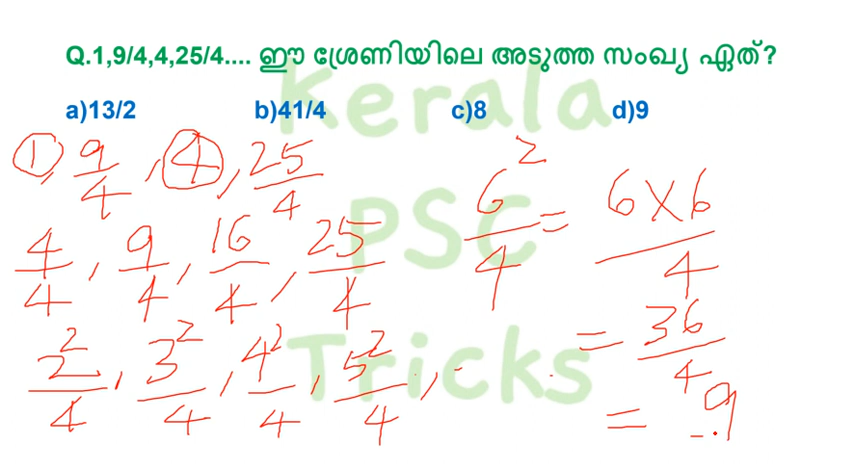 Q.1,9/4,4,25/4.... ഈ ശ്രേണിയിലെ അടുത്ത സംഖ്യ ഏത്?
a)13/2 b)41/4 c)8 d)9
1, 9/4, 4, 25/4
4/4, 9/4, 16/4, 25/4
2²/4, 3²/4, 4²/4, 5²/4,
6²/4 = 6×6/4
= 36/4
= 9
Kerala
PSC
Tricks